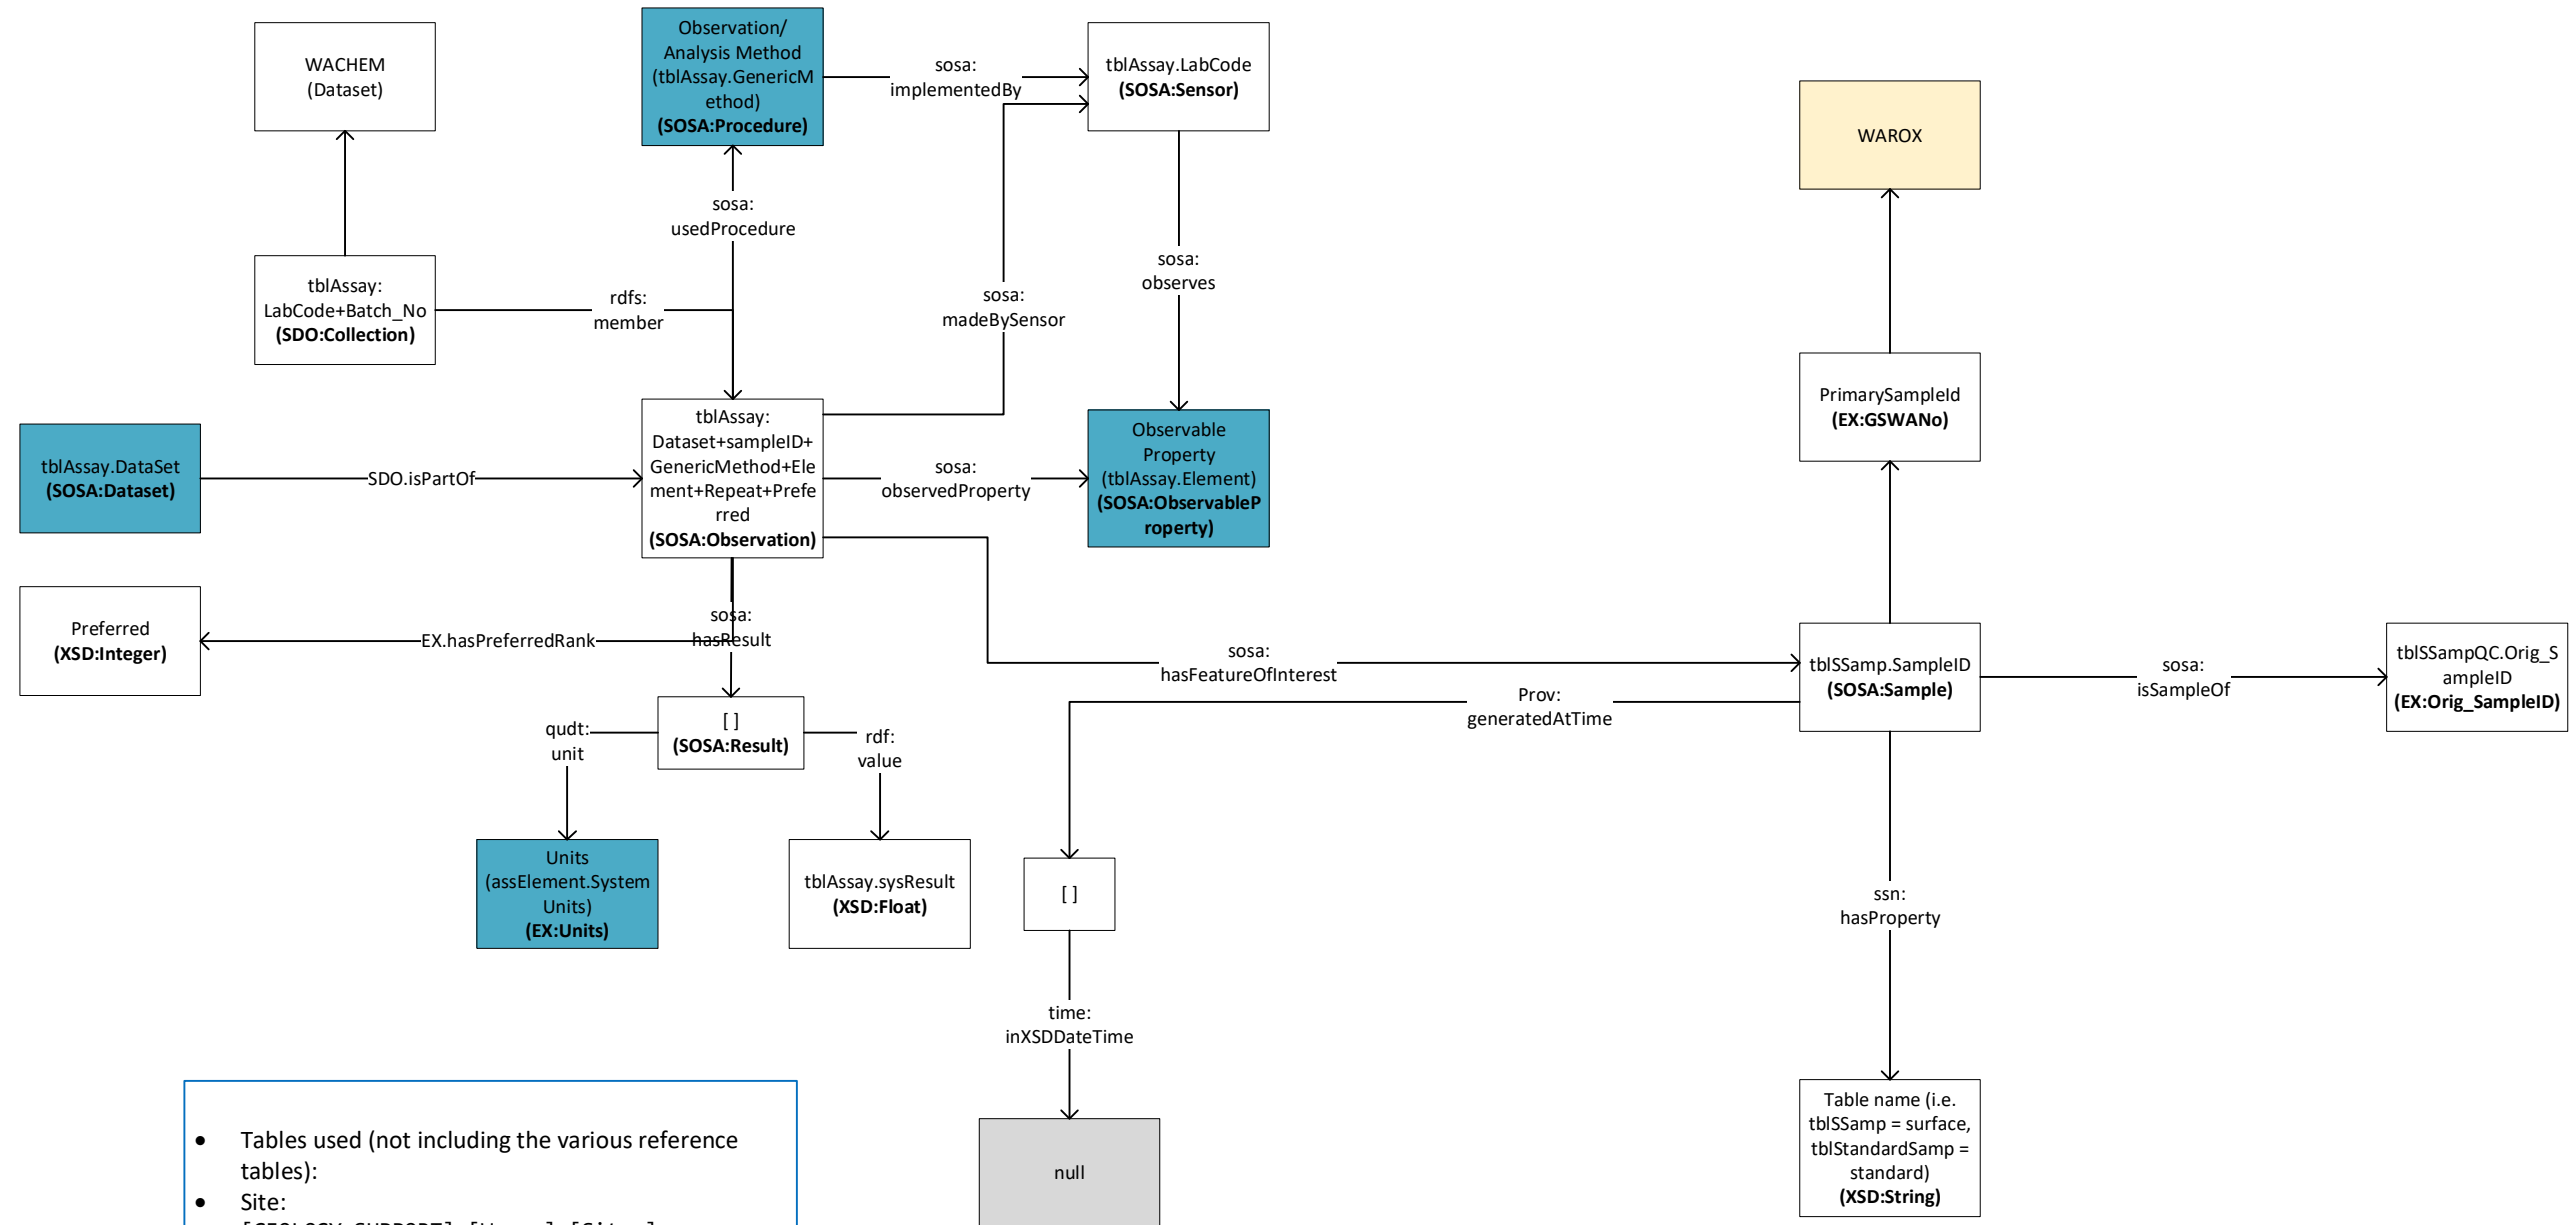 WACHEM
(Dataset)
Observation/
Analysis Method
(tblAssay.GenericM
ethod)
(SOSA:Procedure)
sosa:
implementedBy
tblAssay.LabCode
(SOSA:Sensor)
WAROX
sosa:
usedProcedure
sosa:
observes
tblAssay:
LabCode+Batch_No
(SDO:Collection)
rdfs:
member
sosa:
madeBySensor
PrimarySampleId
(EX:GSWANo)
tblAssay.DataSet
(SOSA:Dataset)
SDO.isPartOf
tblAssay:
Dataset+sampleID+
GenericMethod+Ele
ment+Repeat+Prefe
rred
(SOSA:Observation)
sosa:
observedProperty
Observable
Property
(tblAssay.Element)
(SOSA:ObservableP
roperty)
Preferred
(XSD:Integer)
EX.hasPreferredRank
sosa:
hasResult
sosa:
hasFeatureOfInterest
tblSSamp.SampleID
(SOSA:Sample)
sosa:
isSampleOf
tblSSampQC.Orig_S
ampleID
(EX:Orig_SampleID)
Prov:
generatedAtTime
qudt:
unit
[ ]
(SOSA:Result)
rdf:
value
Units
(assElement.System
Units)
(EX:Units)
tblAssay.sysResult
(XSD:Float)
[ ]
ssn:
hasProperty
time:
inXSDDateTime
null
Table name (i.e.
tblSSamp = surface,
tblStandardSamp =
standard)
(XSD:String)
• Tables used (not including the various reference
tables):
• Site: